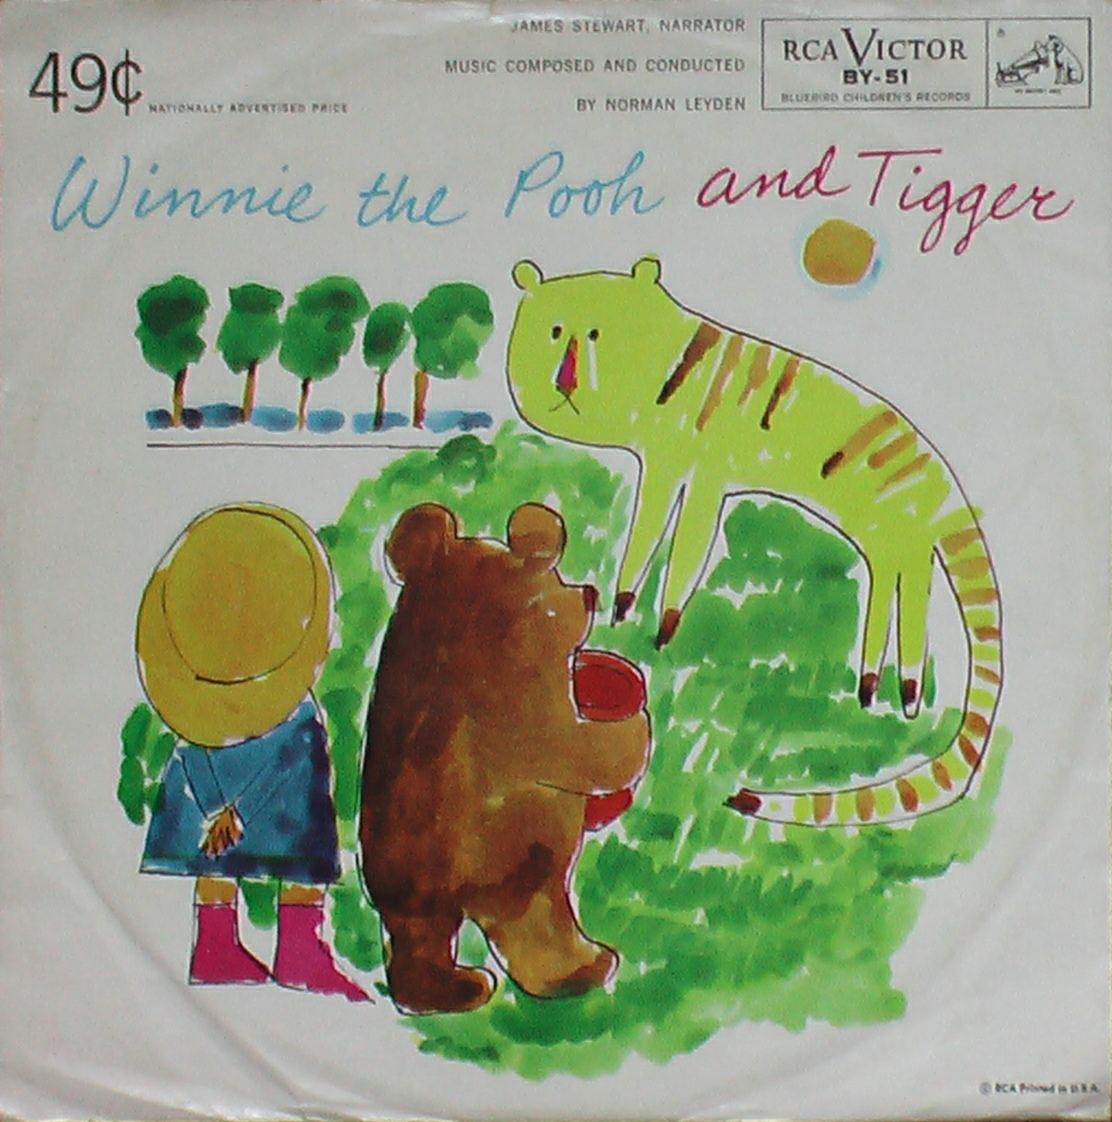 49¢ NATIONALLY ADVERTISED PRICE
JAMES STEWART, NARRATOR
MUSIC COMPOSED AND CONDUCTED
BY NORMAN LEYDEN
RCA VICTOR
BY-51
BLUEBIRD CHILDREN'S RECORDS
Winnie the Pooh and Tigger
© RCA Printed in U.S.A.